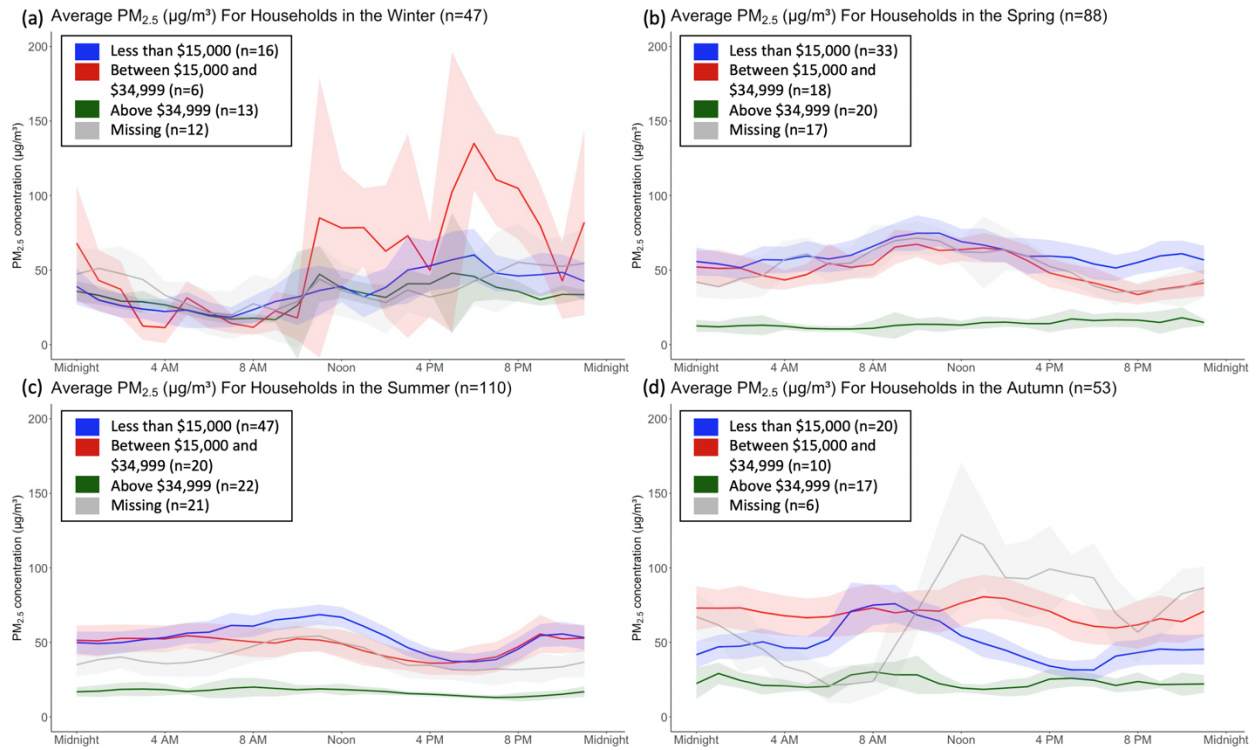 (a) Average PM₂.₅ (µg/m³) For Households in the Winter (n=47)
200
150
100
50
0
PM₂.₅ concentration (µg/m³)
Less than $15,000 (n=16)
Between $15,000 and
$34,999 (n=6)
Above $34,999 (n=13)
Missing (n=12)
Midnight 4 AM 8 AM Noon 4 PM 8 PM Midnight
(b) Average PM₂.₅ (µg/m³) For Households in the Spring (n=88)
200
150
100
50
0
PM₂.₅ concentration (µg/m³)
Less than $15,000 (n=33)
Between $15,000 and
$34,999 (n=18)
Above $34,999 (n=20)
Missing (n=17)
Midnight 4 AM 8 AM Noon 4 PM 8 PM Midnight
(c) Average PM₂.₅ (µg/m³) For Households in the Summer (n=110)
200
150
100
50
0
PM₂.₅ concentration (µg/m³)
Less than $15,000 (n=47)
Between $15,000 and
$34,999 (n=20)
Above $34,999 (n=22)
Missing (n=21)
Midnight 4 AM 8 AM Noon 4 PM 8 PM Midnight
(d) Average PM₂.₅ (µg/m³) For Households in the Autumn (n=53)
200
150
100
50
0
PM₂.₅ concentration (µg/m³)
Less than $15,000 (n=20)
Between $15,000 and
$34,999 (n=10)
Above $34,999 (n=17)
Missing (n=6)
Midnight 4 AM 8 AM Noon 4 PM 8 PM Midnight